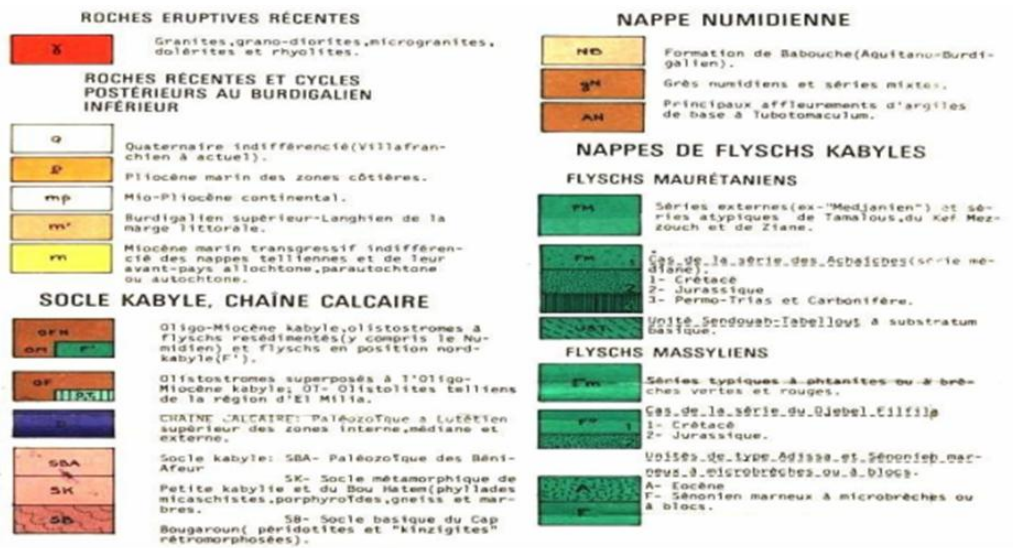 ROCHES ERUPTIVES RÉCENTES
γ
Granites,grano-diorites,microgranites,
dolérites et rhyolites.
ROCHES RÉCENTES ET CYCLES
POSTÉRIEURS AU BURDIGALIEN
INFÉRIEUR
q
Quaternaire indifférencié(Villafran-
chien à actuel).
p
Pliocène marin des zones côtières.
mp
Mio-Pliocène continental.
m'
Burdigalien supérieur-Langhien de la
marge littorale.
m
Miocène marin transgressif indifféren-
cié des nappes telliennes et de leur
avant-pays allochtone,parautochtone
ou autochtone.
SOCLE KABYLE, CHAÎNE CALCAIRE
OFN
OM F'
Oligo-Miocène kabyle,olistostromes à
flyschs resédimentés(y compris le Nu-
midien) et flyschs en position nord-
kabyle(F').
OF
Olistostromes superposés à l'Oligo-
Miocène kabyle; OT- Olistolites telliens
de la région d'El Milia.
CHAÎNE CALCAIRE: Paléozoïque à Lutétien
supérieur des zones interne,médiane et
externe.
SBA
Socle kabyle: SBA- Paléozoïque des Béni-
Afeur
SK
SK- Socle métamorphique de
Petite kabylie et du Bou Hatem(phyllades
micaschistes,porphyroïdes,gneiss et mar-
bres.
SB
SB- Socle basique du Cap
Bougaroun( péridotites et "kinzigites"
rétromorphosées).
NAPPE NUMIDIENNE
NB
Formation de Babouche(Aquitano-Burdi-
galien).
gN
Grès numidiens et séries mixtes.
AN
Principaux affleurements d'argiles
de base à Tubotomaculum.
NAPPES DE FLYSCHS KABYLES
FLYSCHS MAURÉTANIENS
FM
Séries externes(ex-"Medjanien") et sé-
ries atypiques de Tamalous,du Kef Mez-
zouch et de Ziane.
FM 1
2
Cas de la série des Achaïches(série mé-
diane).
1- Crétacé
2- Jurassique
3- Permo-Trias et Carbonifère.
UST
Unité Sendouah-Tabellout à substratum
basique.
FLYSCHS MASSYLIENS
Fm
Séries typiques à phtanites ou à brè-
ches vertes et rouges.
Fm 1
Cas de la série du Djebel Filfila
1- Crétacé
2- Jurassique.
Unités de type Adissa et Sénonien mar-
neux à microbrèches ou à blocs.
A
A- Eocène
F
F- Sénonien marneux à microbrèches ou
à blocs.